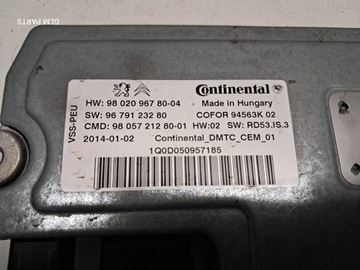 GLM PARTS
VSS-PEU
Continental
HW: 98 020 967 80-04 Made in Hungary
SW: 96 791 232 80 COFOR 94563K 02
CMD: 98 057 212 80-01 HW:02 SW: RD53.IS.3
2014-01-02 Continental_DMTC_CEM_01
1Q0D050957185